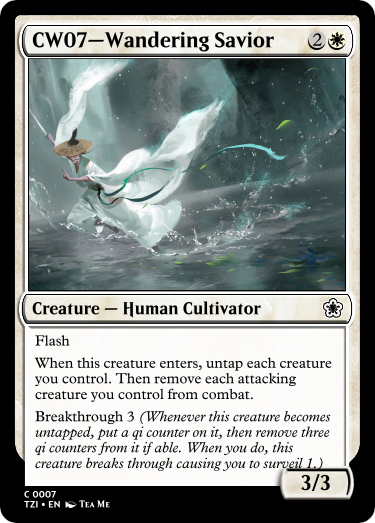 CW07—Wandering Savior
2
Creature — Human Cultivator
Flash
When this creature enters, untap each creature
you control. Then remove each attacking
creature you control from combat.
Breakthrough 3 (Whenever this creature becomes
untapped, put a qi counter on it, then remove three
qi counters from it if able. When you do, this
creature breaks through causing you to surveil 1.)
3/3
C 0007
TZI • EN Tea Me